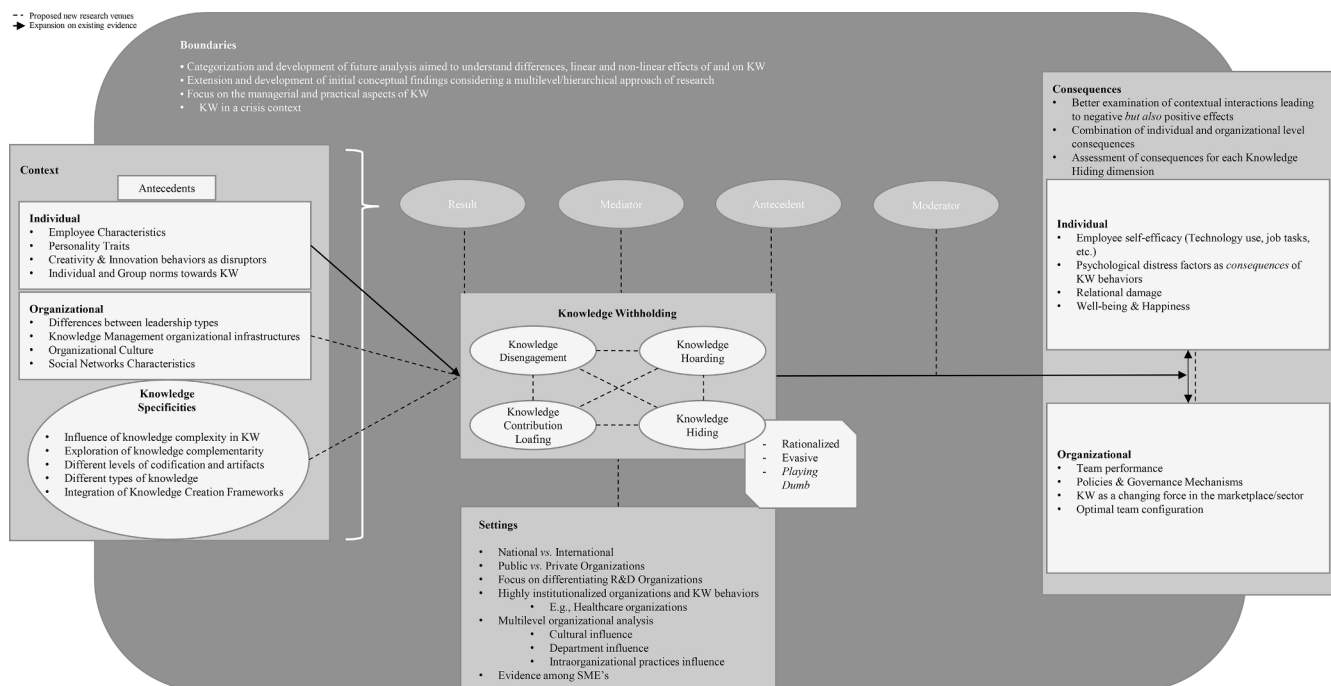 Proposed new research venues
Expansion on existing evidence
Boundaries
• Categorization and development of future analysis aimed to understand differences, linear and non-linear effects of and on KW
• Extension and development of initial conceptual findings considering a multilevel/hierarchical approach of research
• Focus on the managerial and practical aspects of KW
• KW in a crisis context
Context
Antecedents
Individual
• Employee Characteristics
• Personality Traits
• Creativity & Innovation behaviors as disruptors
• Individual and Group norms towards KW
Organizational
• Differences between leadership types
• Knowledge Management organizational infrastructures
• Organizational Culture
• Social Networks Characteristics
Knowledge
Specificities
• Influence of knowledge complexity in KW
• Exploration of knowledge complementarity
• Different levels of codification and artifacts
• Different types of knowledge
• Integration of Knowledge Creation Frameworks
Result
Mediator
Antecedent
Moderator
Knowledge Withholding
Knowledge
Disengagement
Knowledge
Hoarding
Knowledge
Contribution
Loafing
Knowledge
Hiding
- Rationalized
- Evasive
- Playing
Dumb
Settings
• National vs. International
• Public vs. Private Organizations
• Focus on differentiating R&D Organizations
• Highly institutionalized organizations and KW behaviors
• E.g., Healthcare organizations
• Multilevel organizational analysis
• Cultural influence
• Department influence
• Intraorganizational practices influence
• Evidence among SME's
Consequences
• Better examination of contextual interactions leading
to negative but also positive effects
• Combination of individual and organizational level
consequences
• Assessment of consequences for each Knowledge
Hiding dimension
Individual
• Employee self-efficacy (Technology use, job tasks,
etc.)
• Psychological distress factors as consequences of
KW behaviors
• Relational damage
• Well-being & Happiness
Organizational
• Team performance
• Policies & Governance Mechanisms
• KW as a changing force in the marketplace/sector
• Optimal team configuration